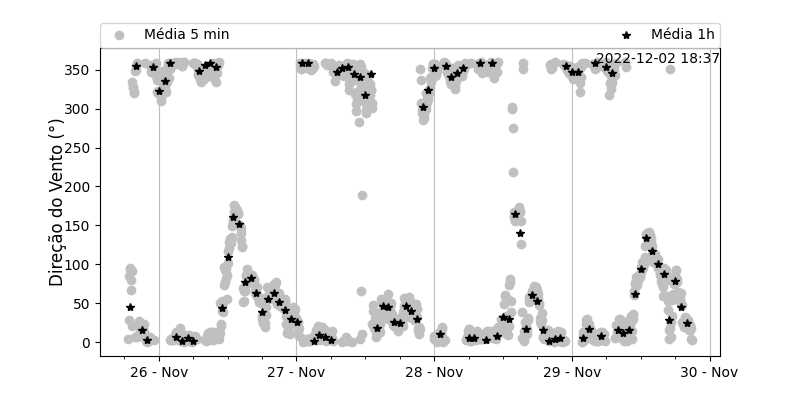 Média 5 min
Média 1h
2022-12-02 18:37
Direção do Vento (°)
350
300
250
200
150
100
50
0
26 - Nov
27 - Nov
28 - Nov
29 - Nov
30 - Nov